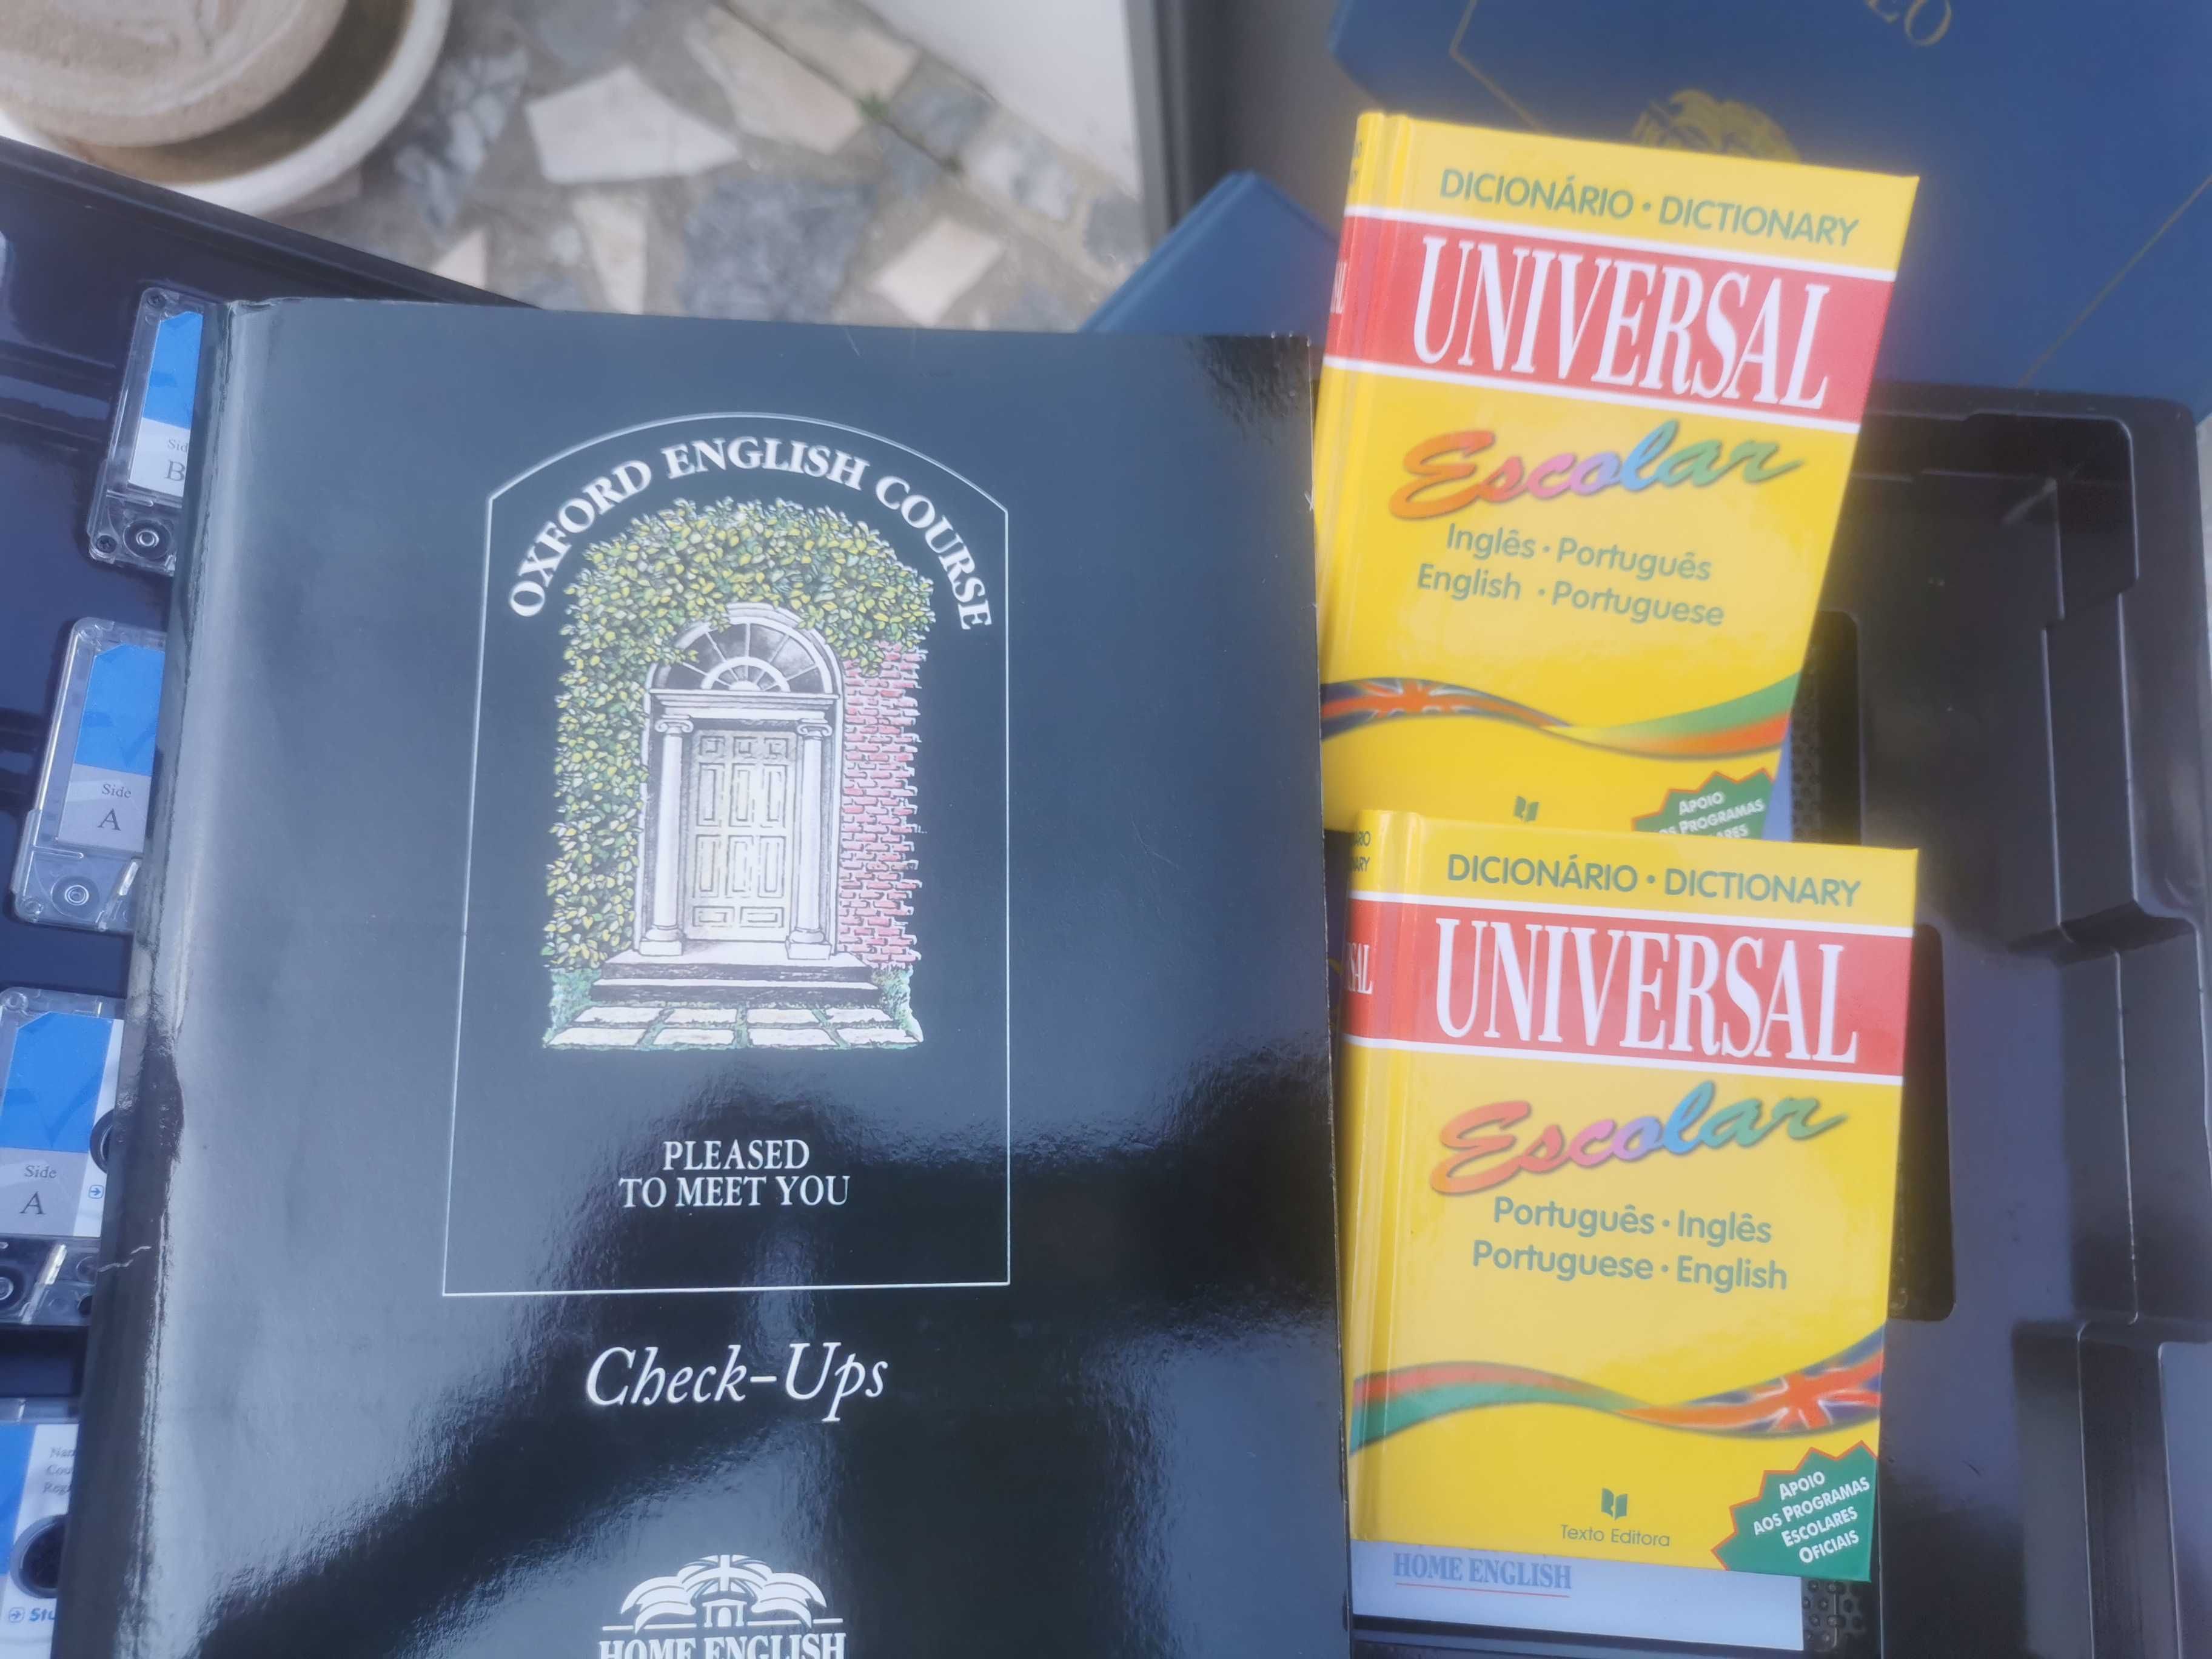 OXFORD ENGLISH COURSE
PLEASED
TO MEET YOU
Check-Ups
HOME ENGLISH
DICIONÁRIO • DICTIONARY
UNIVERSAL
Escolar
Inglês • Português
English • Portuguese
APOIO
PROGRAMAS
DICIONÁRIO • DICTIONARY
UNIVERSAL
Escolar
Português • Inglês
Portuguese • English
Texto Editora
APOIO
AOS PROGRAMAS
ESCOLARES
OFICIAIS
HOME ENGLISH
B
Side
A
Side
A